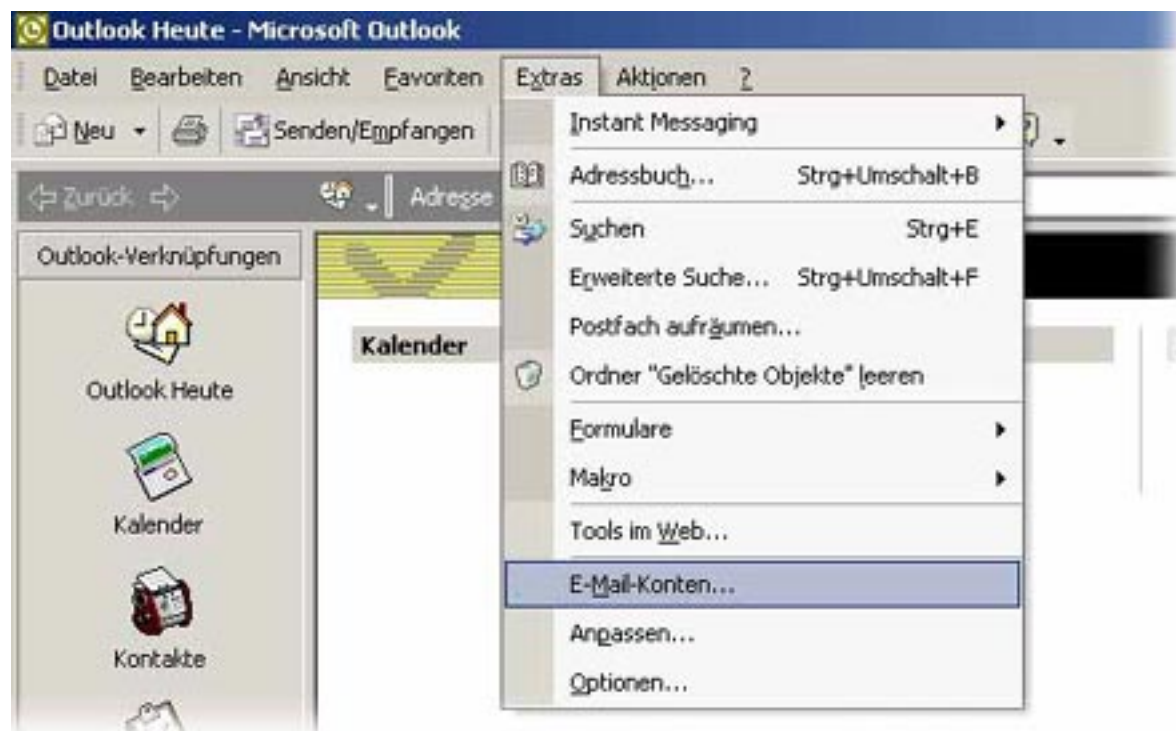 Outlook Heute - Microsoft Outlook
Datei Bearbeiten Ansicht Favoriten Extras Aktionen ?
Neu Senden/Empfangen
Zurück Adresse
Outlook-Verknüpfungen
Outlook Heute
Kalender
Kontakte
Kalender
Instant Messaging
Adressbuch... Strg+Umschalt+B
Suchen Strg+E
Erweiterte Suche... Strg+Umschalt+F
Postfach aufräumen...
Ordner "Gelöschte Objekte" leeren
Formulare
Makro
Tools im Web...
E-Mail-Konten...
Anpassen...
Optionen...